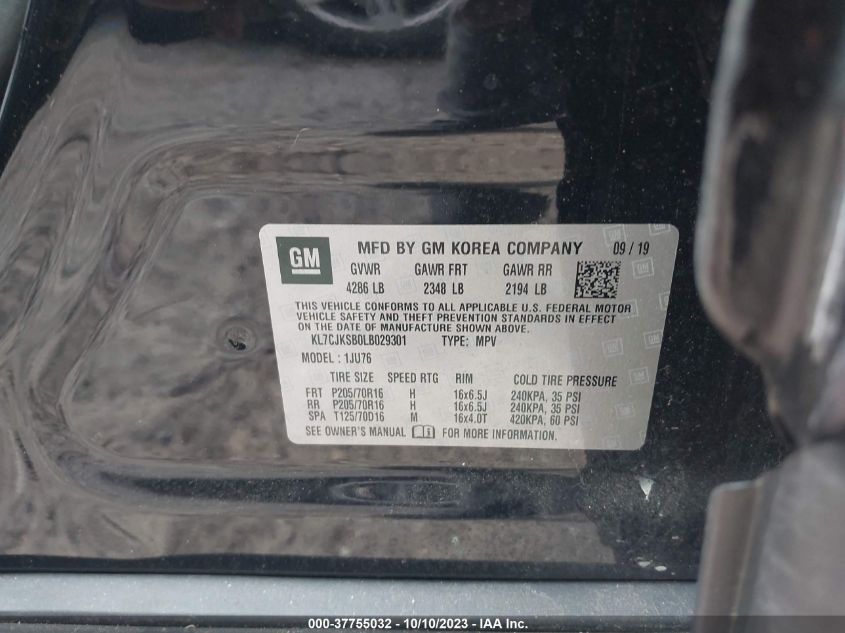 GM
MFD BY GM KOREA COMPANY 09 / 19
GVWR GAWR FRT GAWR RR
4286 LB 2348 LB 2194 LB
THIS VEHICLE CONFORMS TO ALL APPLICABLE U.S. FEDERAL MOTOR
VEHICLE SAFETY AND THEFT PREVENTION STANDARDS IN EFFECT
ON THE DATE OF MANUFACTURE SHOWN ABOVE.
KL7CJKSB0LB029301 TYPE: MPV
MODEL : 1JU76
TIRE SIZE SPEED RTG RIM COLD TIRE PRESSURE
FRT P205/70R16 H 16x6.5J 240KPA, 35 PSI
RR P205/70R16 H 16x6.5J 240KPA, 35 PSI
SPA T125/70D16 M 16x4.0T 420KPA, 60 PSI
SEE OWNER'S MANUAL FOR MORE INFORMATION.
000-37755032 - 10/10/2023 - IAA Inc.